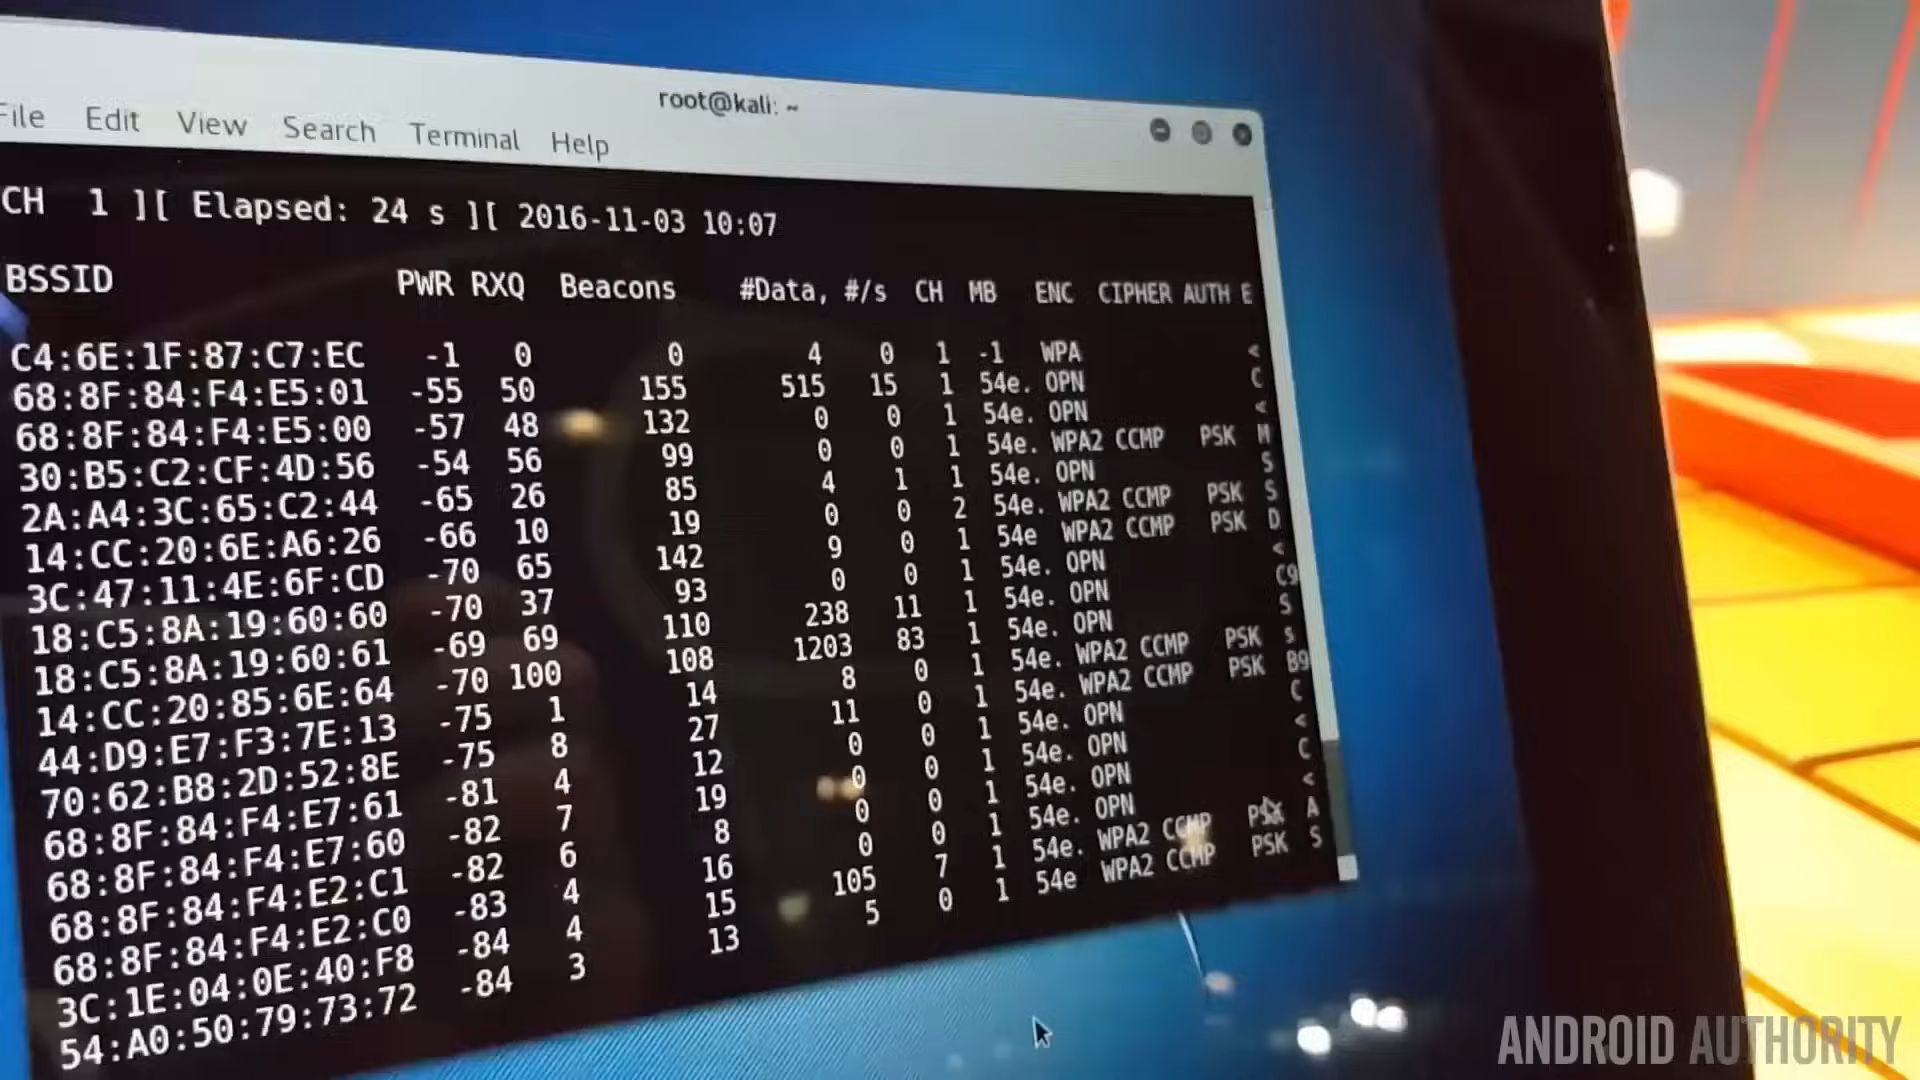 root@kali: ~
File Edit View Search Terminal Help
CH 1 ][ Elapsed: 24 s ][ 2016-11-03 10:07
BSSID PWR RXQ Beacons #Data, #/s CH MB ENC CIPHER AUTH E
C4:6E:1F:87:C7:EC -1 0 0 4 0 1 -1 WPA <
68:8F:84:F4:E5:01 -55 50 155 515 15 1 54e. OPN C
68:8F:84:F4:E5:00 -57 48 132 0 0 1 54e. OPN <
30:B5:C2:CF:4D:56 -54 56 99 0 0 1 54e. WPA2 CCMP PSK M
2A:A4:3C:65:C2:44 -65 26 85 4 1 1 54e. OPN S
14:CC:20:6E:A6:26 -66 10 19 0 0 2 54e. WPA2 CCMP PSK S
3C:47:11:4E:6F:CD -70 65 142 9 0 1 54e WPA2 CCMP PSK D
18:C5:8A:19:60:60 -70 37 93 0 0 1 54e. OPN <
18:C5:8A:19:60:61 -69 69 110 238 11 1 54e. OPN C9
14:CC:20:85:6E:64 -70 100 108 1203 83 1 54e. OPN S
44:D9:E7:F3:7E:13 -75 1 14 8 0 1 54e. WPA2 CCMP PSK s
70:62:B8:2D:52:8E -75 8 27 11 0 1 54e. WPA2 CCMP PSK B9
68:8F:84:F4:E7:61 -81 4 12 0 0 1 54e. OPN C
68:8F:84:F4:E7:60 -82 7 19 0 0 1 54e. OPN <
68:8F:84:F4:E2:C1 -82 6 8 0 0 1 54e. OPN C
68:8F:84:F4:E2:C0 -83 4 16 0 0 1 54e. OPN <
3C:1E:04:0E:40:F8 -84 4 15 105 7 1 54e. WPA2 CCMP PSK A
54:A0:50:79:73:72 -84 3 13 5 0 1 54e WPA2 CCMP PSK S
ANDROID AUTHORITY